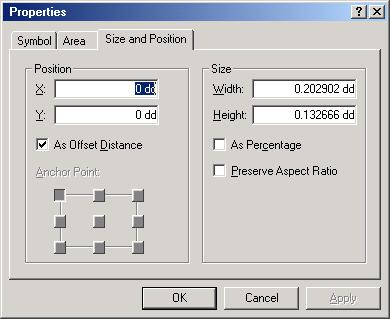 Properties
Symbol Area Size and Position
Position
X: 0 dd
Y: 0 dd
As Offset Distance
Anchor Point:
Size
Width: 0.202902 dd
Height: 0.132666 dd
As Percentage
Preserve Aspect Ratio
OK Cancel Apply